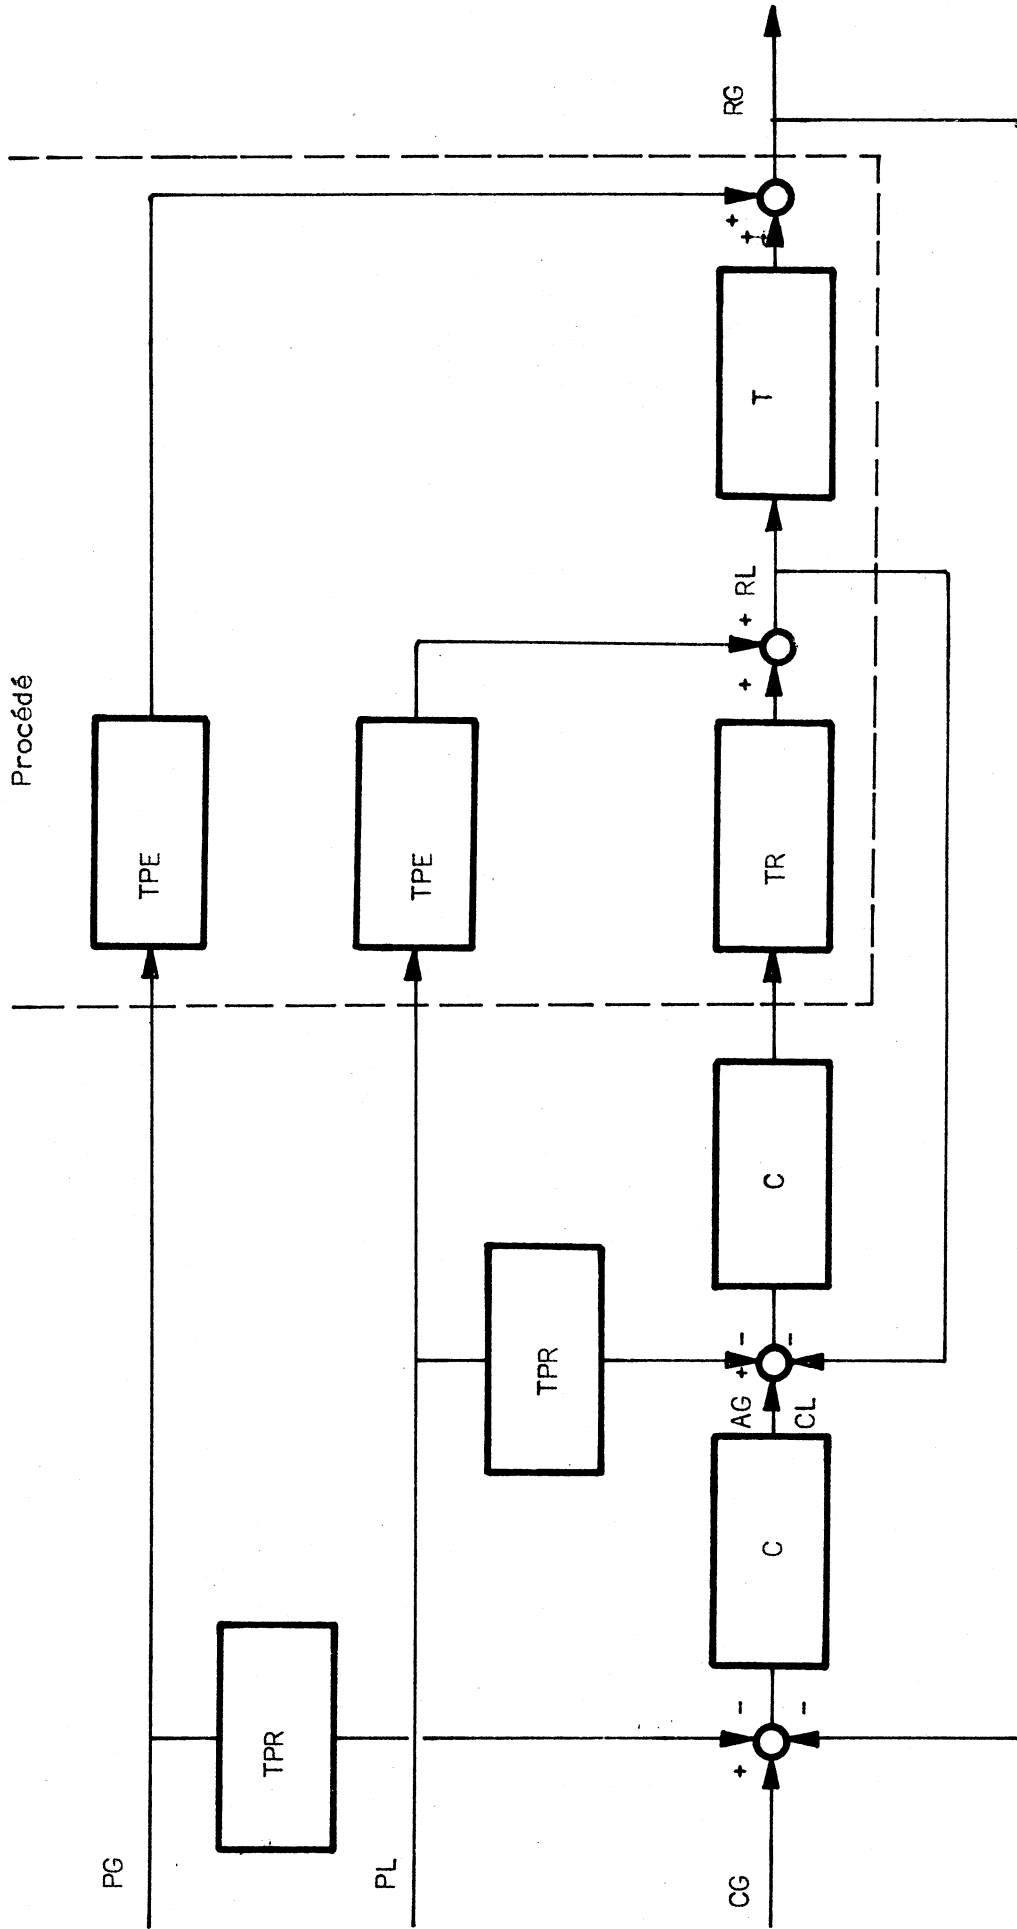 Procédé
PG
TPR
TPE
PL
TPR
TPE
CG
+
-
-
C
AG
CL
+
-
-
C
TR
+
+
RL
T
+
+
RG